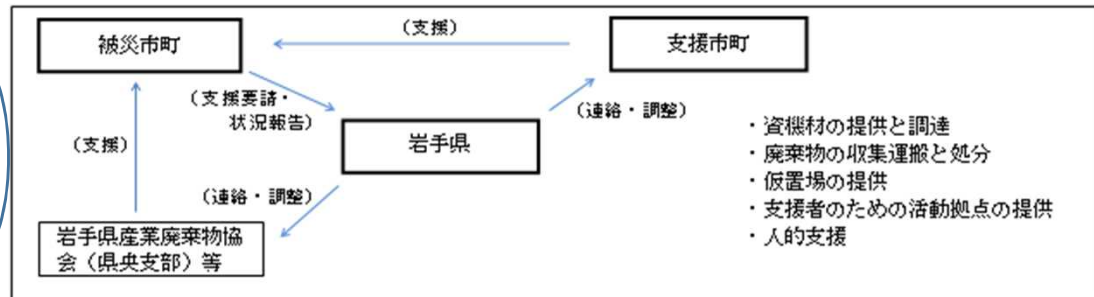 (支援)
被災市町
支援市町
(支援要請・
状況報告)
(連絡・調整)
岩手県
(支援)
(連絡・調整)
岩手県産業廃棄物協
会(県央支部)等
・資機材の提供と調達
・廃棄物の収集運搬と処分
・仮置場の提供
・支援者のための活動拠点の提供
・人的支援